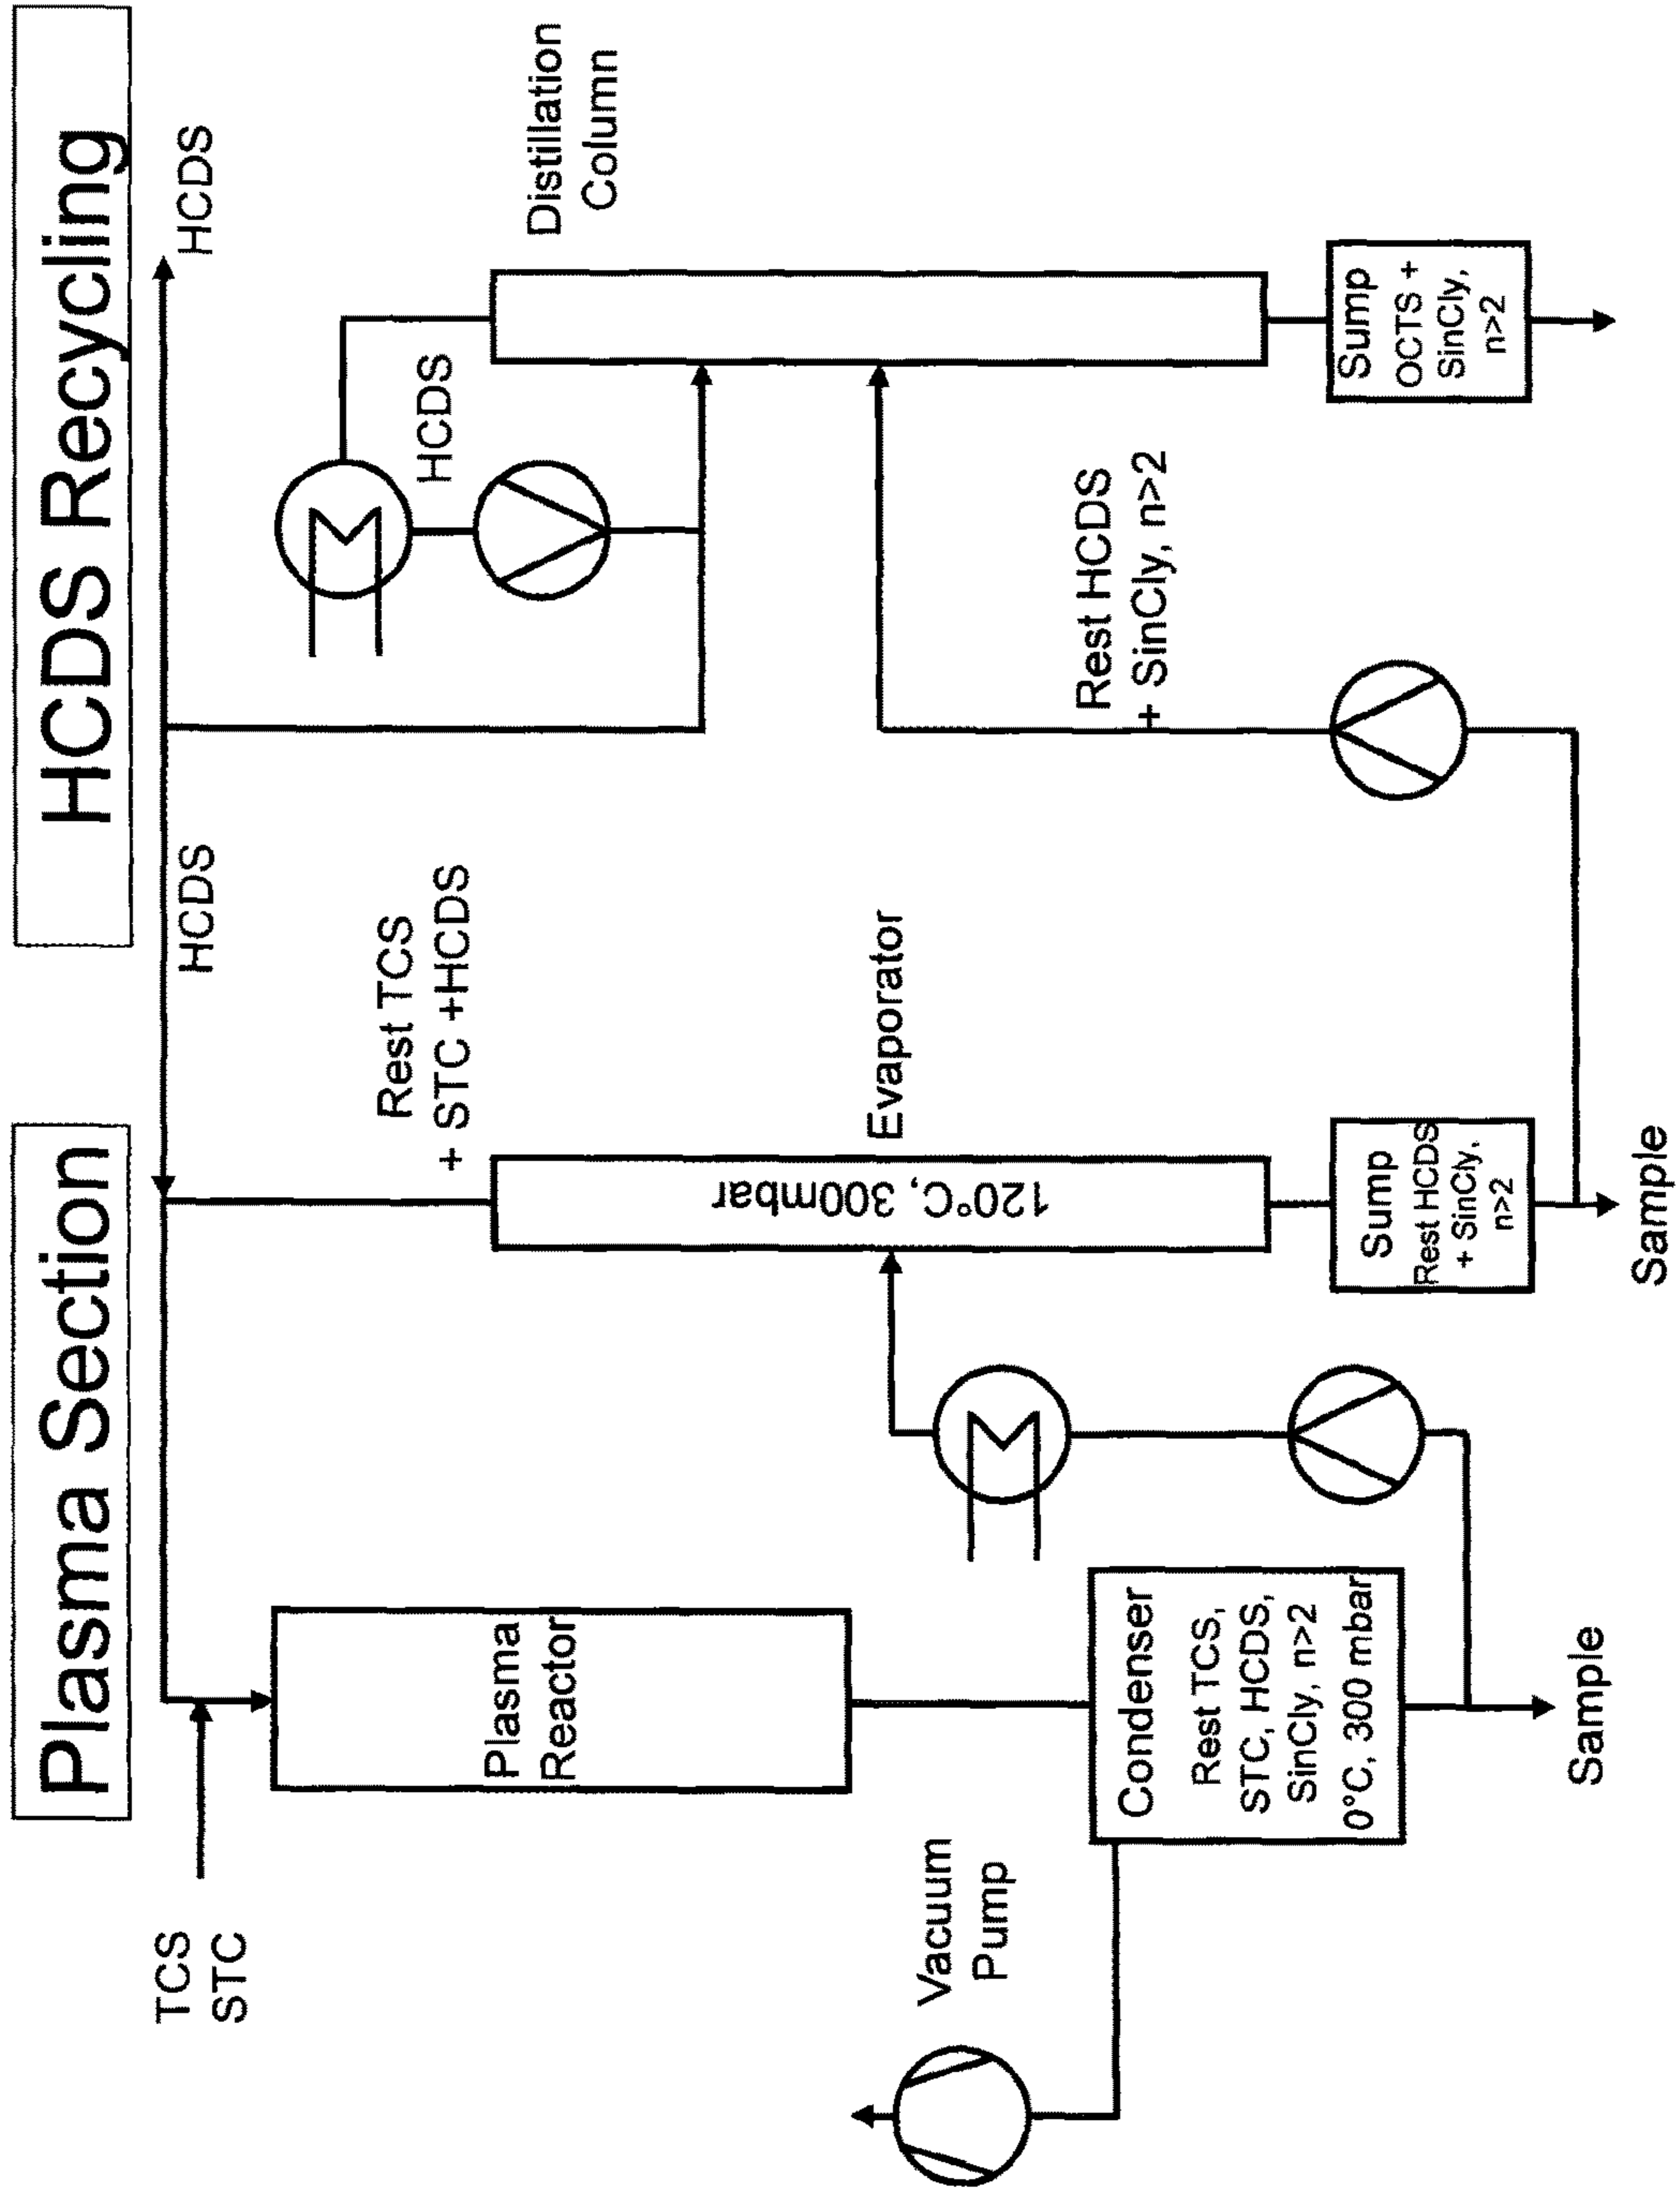 Plasma Section
HCDS Recycling
TCS
STC
HCDS
HCDS
Rest TCS
+ STC +HCDS
HCDS
Distillation
Column
Plasma
Reactor
Vacuum
Pump
120°C, 300mbar
Evaporator
Rest HCDS
+ SinCly, n>2
Condenser
Rest TCS,
STC, HCDS,
SinCly, n>2
0°C, 300 mbar
Sump
Rest HCDS
+ SinCly,
n>2
Sump
OCTS +
SinCly,
n>2
Sample
Sample